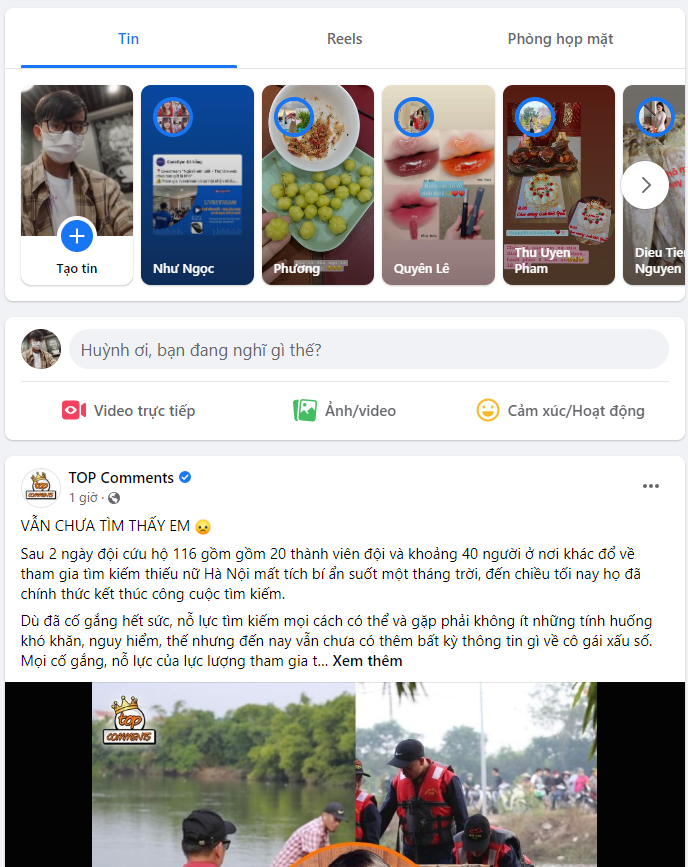 Tin
Reels
Phòng họp mặt
Tạo tin
Như Ngọc
Phương
Quyên Lê
Thu Uyen
Pham
Dieu Tien
Nguyen
Huỳnh ơi, bạn đang nghĩ gì thế?
Video trực tiếp
Ảnh/video
Cảm xúc/Hoạt động
TOP Comments
1 giờ ·
VẪN CHƯA TÌM THẤY EM 😞
Sau 2 ngày đội cứu hộ 116 gồm gồm 20 thành viên đội và khoảng 40 người ở nơi khác đổ về
tham gia tìm kiếm thiếu nữ Hà Nội mất tích bí ẩn suốt một tháng trời, đến chiều tối nay họ đã
chính thức kết thúc công cuộc tìm kiếm.
Dù đã cố gắng hết sức, nỗ lực tìm kiếm mọi cách có thể và gặp phải không ít những tính huống
khó khăn, nguy hiểm, thế nhưng đến nay vẫn chưa có thêm bất kỳ thông tin gì về cô gái xấu số.
Mọi cố gắng, nỗ lực của lực lượng tham gia t... Xem thêm
top
COMMENTS